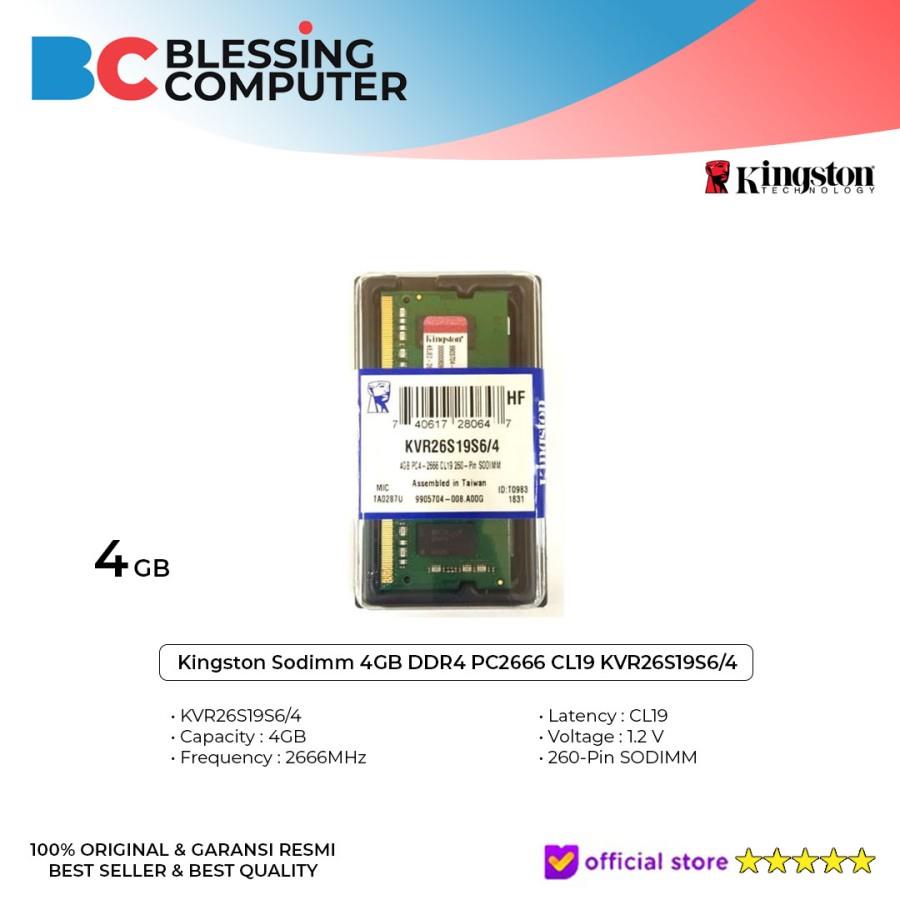 BC BLESSING
COMPUTER
Kingston
TECHNOLOGY
Kingston
HF
7 40617 28064 7
KVR26S19S6/4
4GB PC4-2666 CL19 260-Pin SODIMM
Assembled in Taiwan
MIC
ID:T0983
TA0287U 9905704-008.A00G 1831
Kingston
4 GB
Kingston Sodimm 4GB DDR4 PC2666 CL19 KVR26S19S6/4
• KVR26S19S6/4
• Capacity : 4GB
• Frequency : 2666MHz
• Latency : CL19
• Voltage : 1.2 V
• 260-Pin SODIMM
100% ORIGINAL & GARANSI RESMI
BEST SELLER & BEST QUALITY
official store